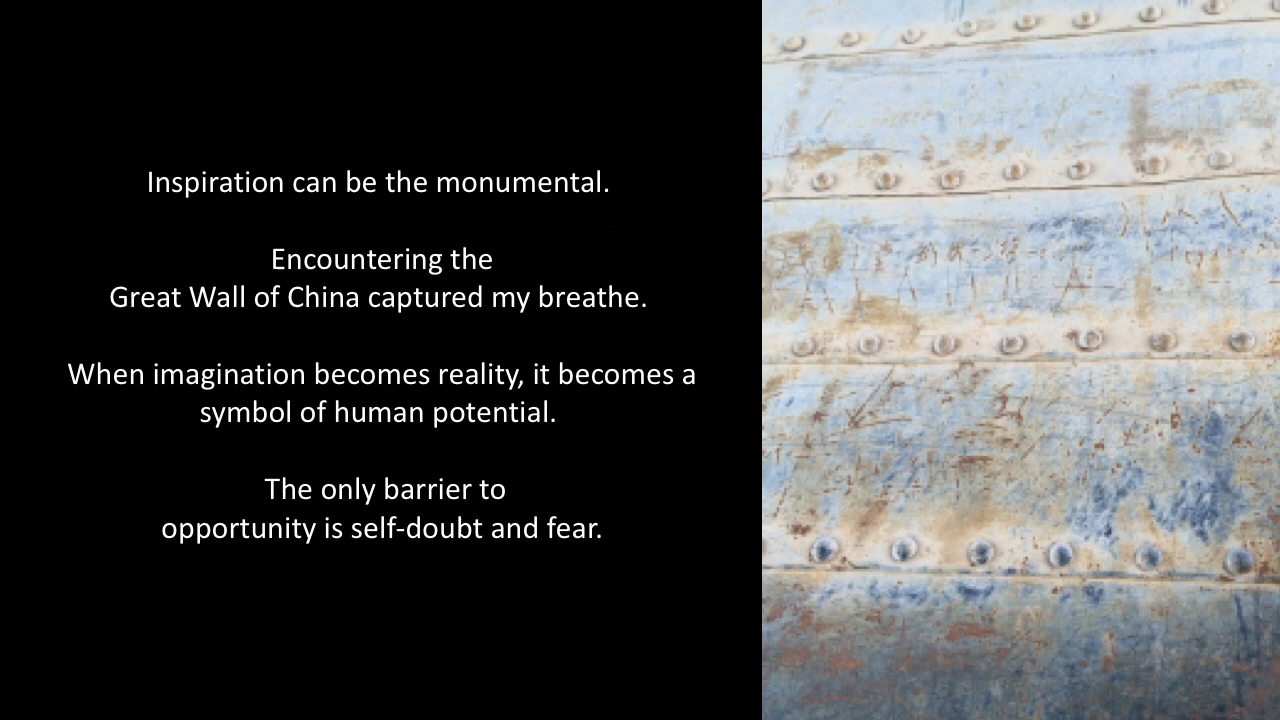 Inspiration can be the monumental.
Encountering the
Great Wall of China captured my breathe.
When imagination becomes reality, it becomes a
symbol of human potential.
The only barrier to
opportunity is self-doubt and fear.